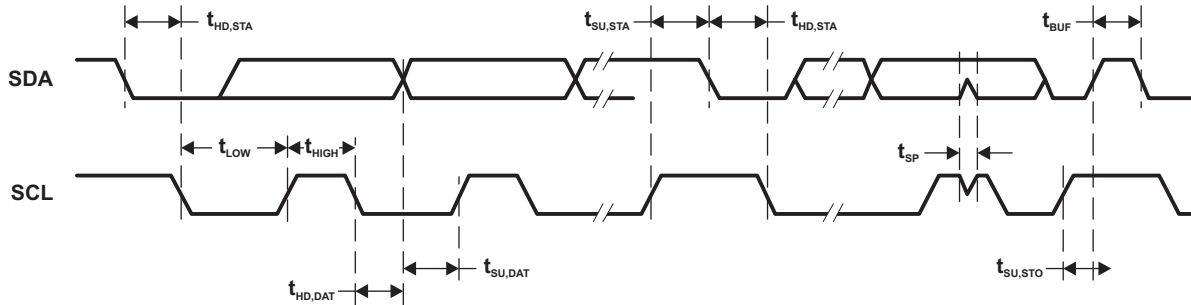 tHD,STA
tSU,STA
tHD,STA
tBUF
SDA
tLOW
tHIGH
tSP
SCL
tSU,DAT
tSU,STO
tHD,DAT